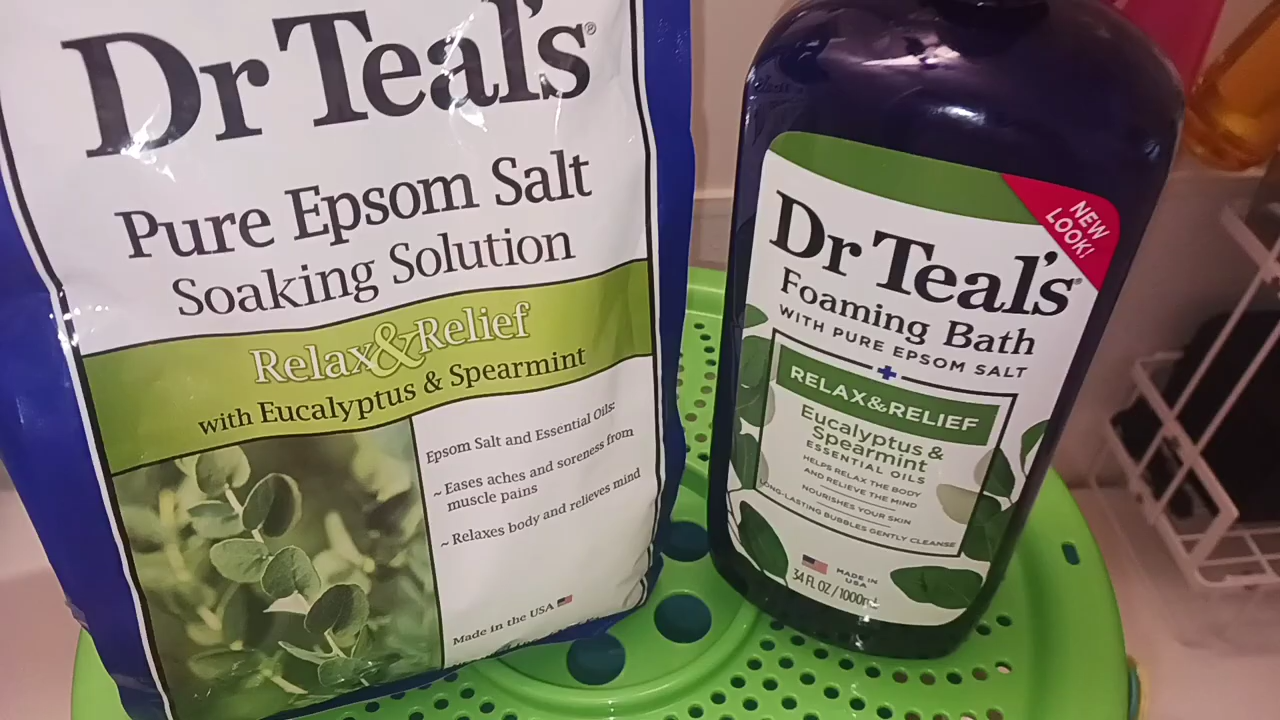 Dr Teal's®
Pure Epsom Salt
Soaking Solution
Relax&Relief
with Eucalyptus & Spearmint
Epsom Salt and Essential Oils:
~ Eases aches and soreness from
muscle pains
~ Relaxes body and relieves mind
Made in the USA
NEW
LOOK!
Dr Teal's®
Foaming Bath
WITH PURE EPSOM SALT
RELAX&RELIEF
Eucalyptus &
Spearmint
ESSENTIAL OILS
HELPS RELAX THE BODY
AND RELIEVE THE MIND
NOURISHES YOUR SKIN
LONG-LASTING BUBBLES GENTLY CLEANSE
MADE IN
USA
34 FL OZ / 1000mL